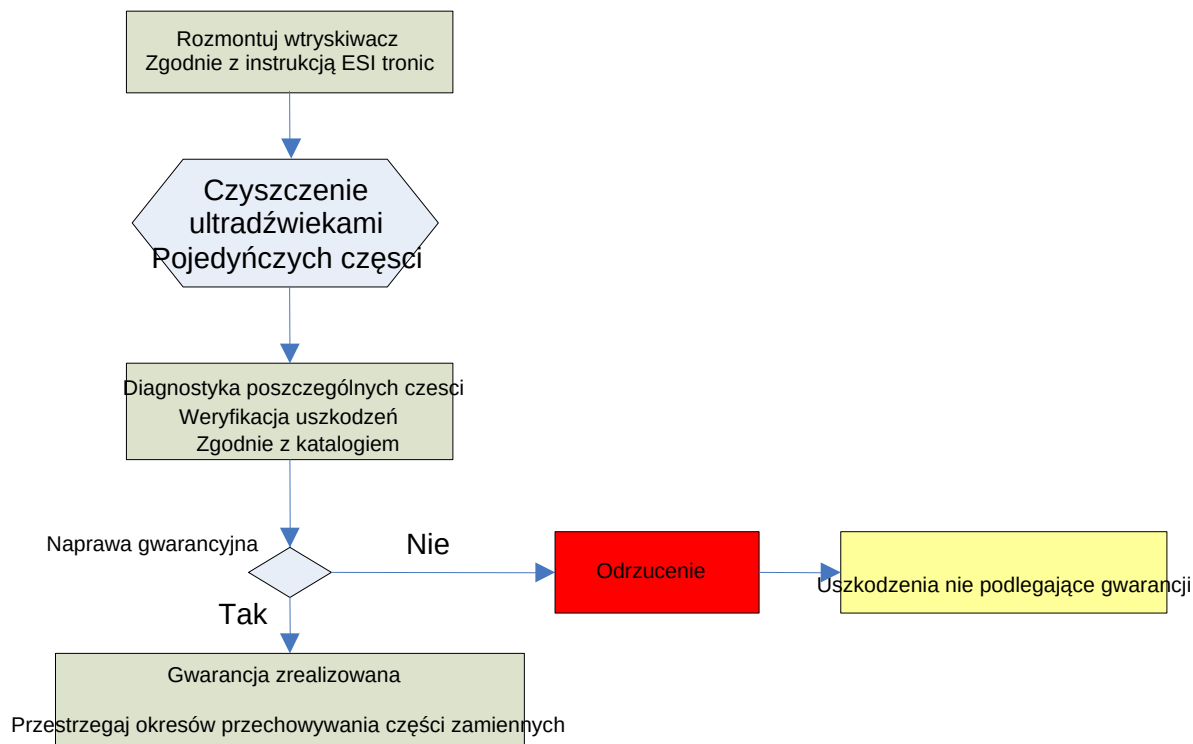 Rozmontuj wtryskiwacz
Zgodnie z instrukcją ESI tronic
Czyszczenie
ultradźwiekami
Pojedyńczych częsci
Diagnostyka poszczególnych czesci
Weryfikacja uszkodzeń
Zgodnie z katalogiem
Naprawa gwarancyjna
Nie
Odrzucenie
Uszkodzenia nie podlegające gwarancji
Tak
Gwarancja zrealizowana
Przestrzegaj okresów przechowywania części zamiennych